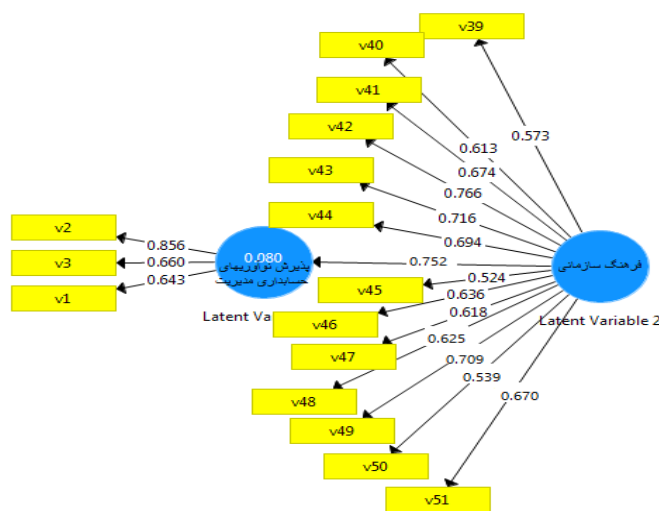 v39
v40
v41
v42
v43
v44
v2
v3
v1
0.573
0.613
0.674
0.766
0.716
0.694
0.752
0.856
0.660
0.643
0.080
پذیرش نوآوریهای
حسابداری مدیریت
Latent Va
فرهنگ سازمانی
Latent Variable 2
v45
v46
v47
v48
v49
v50
v51
0.524
0.636
0.618
0.625
0.709
0.539
0.670